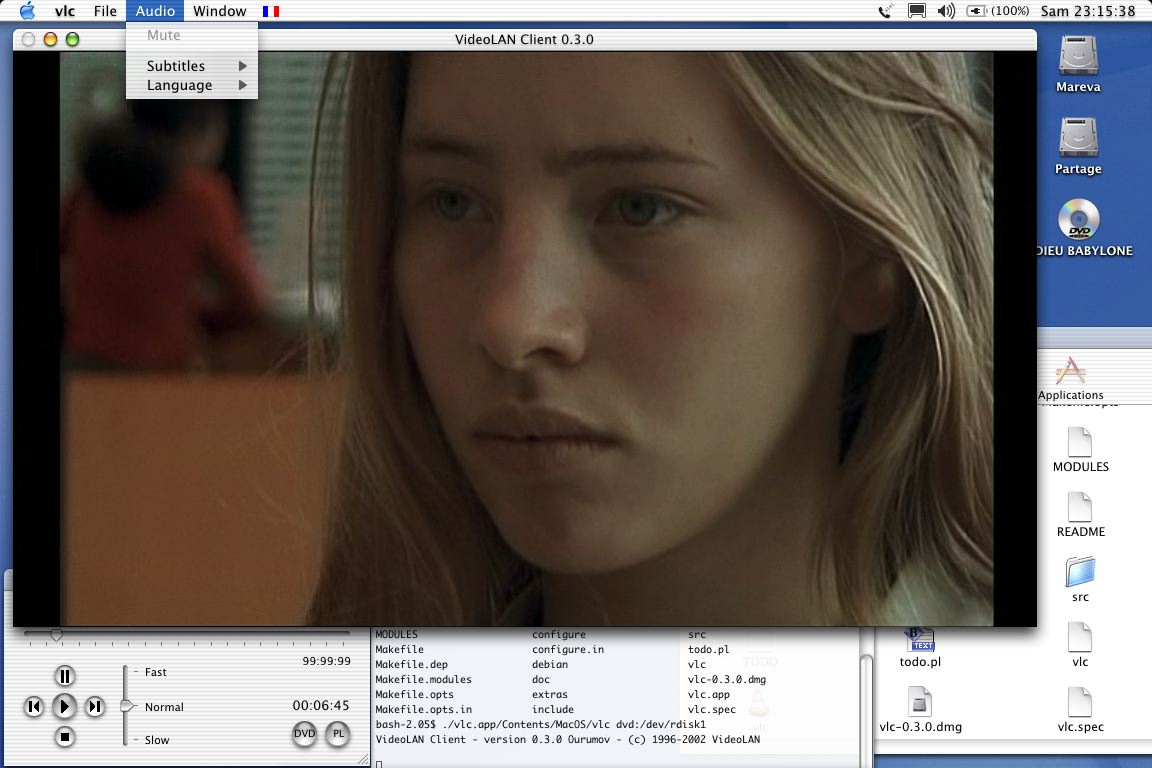 vlc File Audio Window (100%) Sam 23:15:38
Mute
Subtitles
Language
VideoLAN Client 0.3.0
Mareva
Partage
DVD
DIEU BABYLONE
Applications
MODULES
README
src
vlc
vlc.spec
TEXT
todo.pl
vlc-0.3.0.dmg
99:99:99
Fast
Normal
Slow
00:06:45
DVD PL
MODULES configure src
Makefile configure.in todo.pl
Makefile.dep debian vlc
Makefile.modules doc vlc-0.3.0.dmg
Makefile.opts extras vlc.app
Makefile.opts.in include vlc.spec
bash-2.05$ ./vlc.app/Contents/MacOS/vlc dvd:/dev/rdisk1
VideoLAN Client - version 0.3.0 Ourumov - (c) 1996-2002 VideoLAN
TODO
vlc